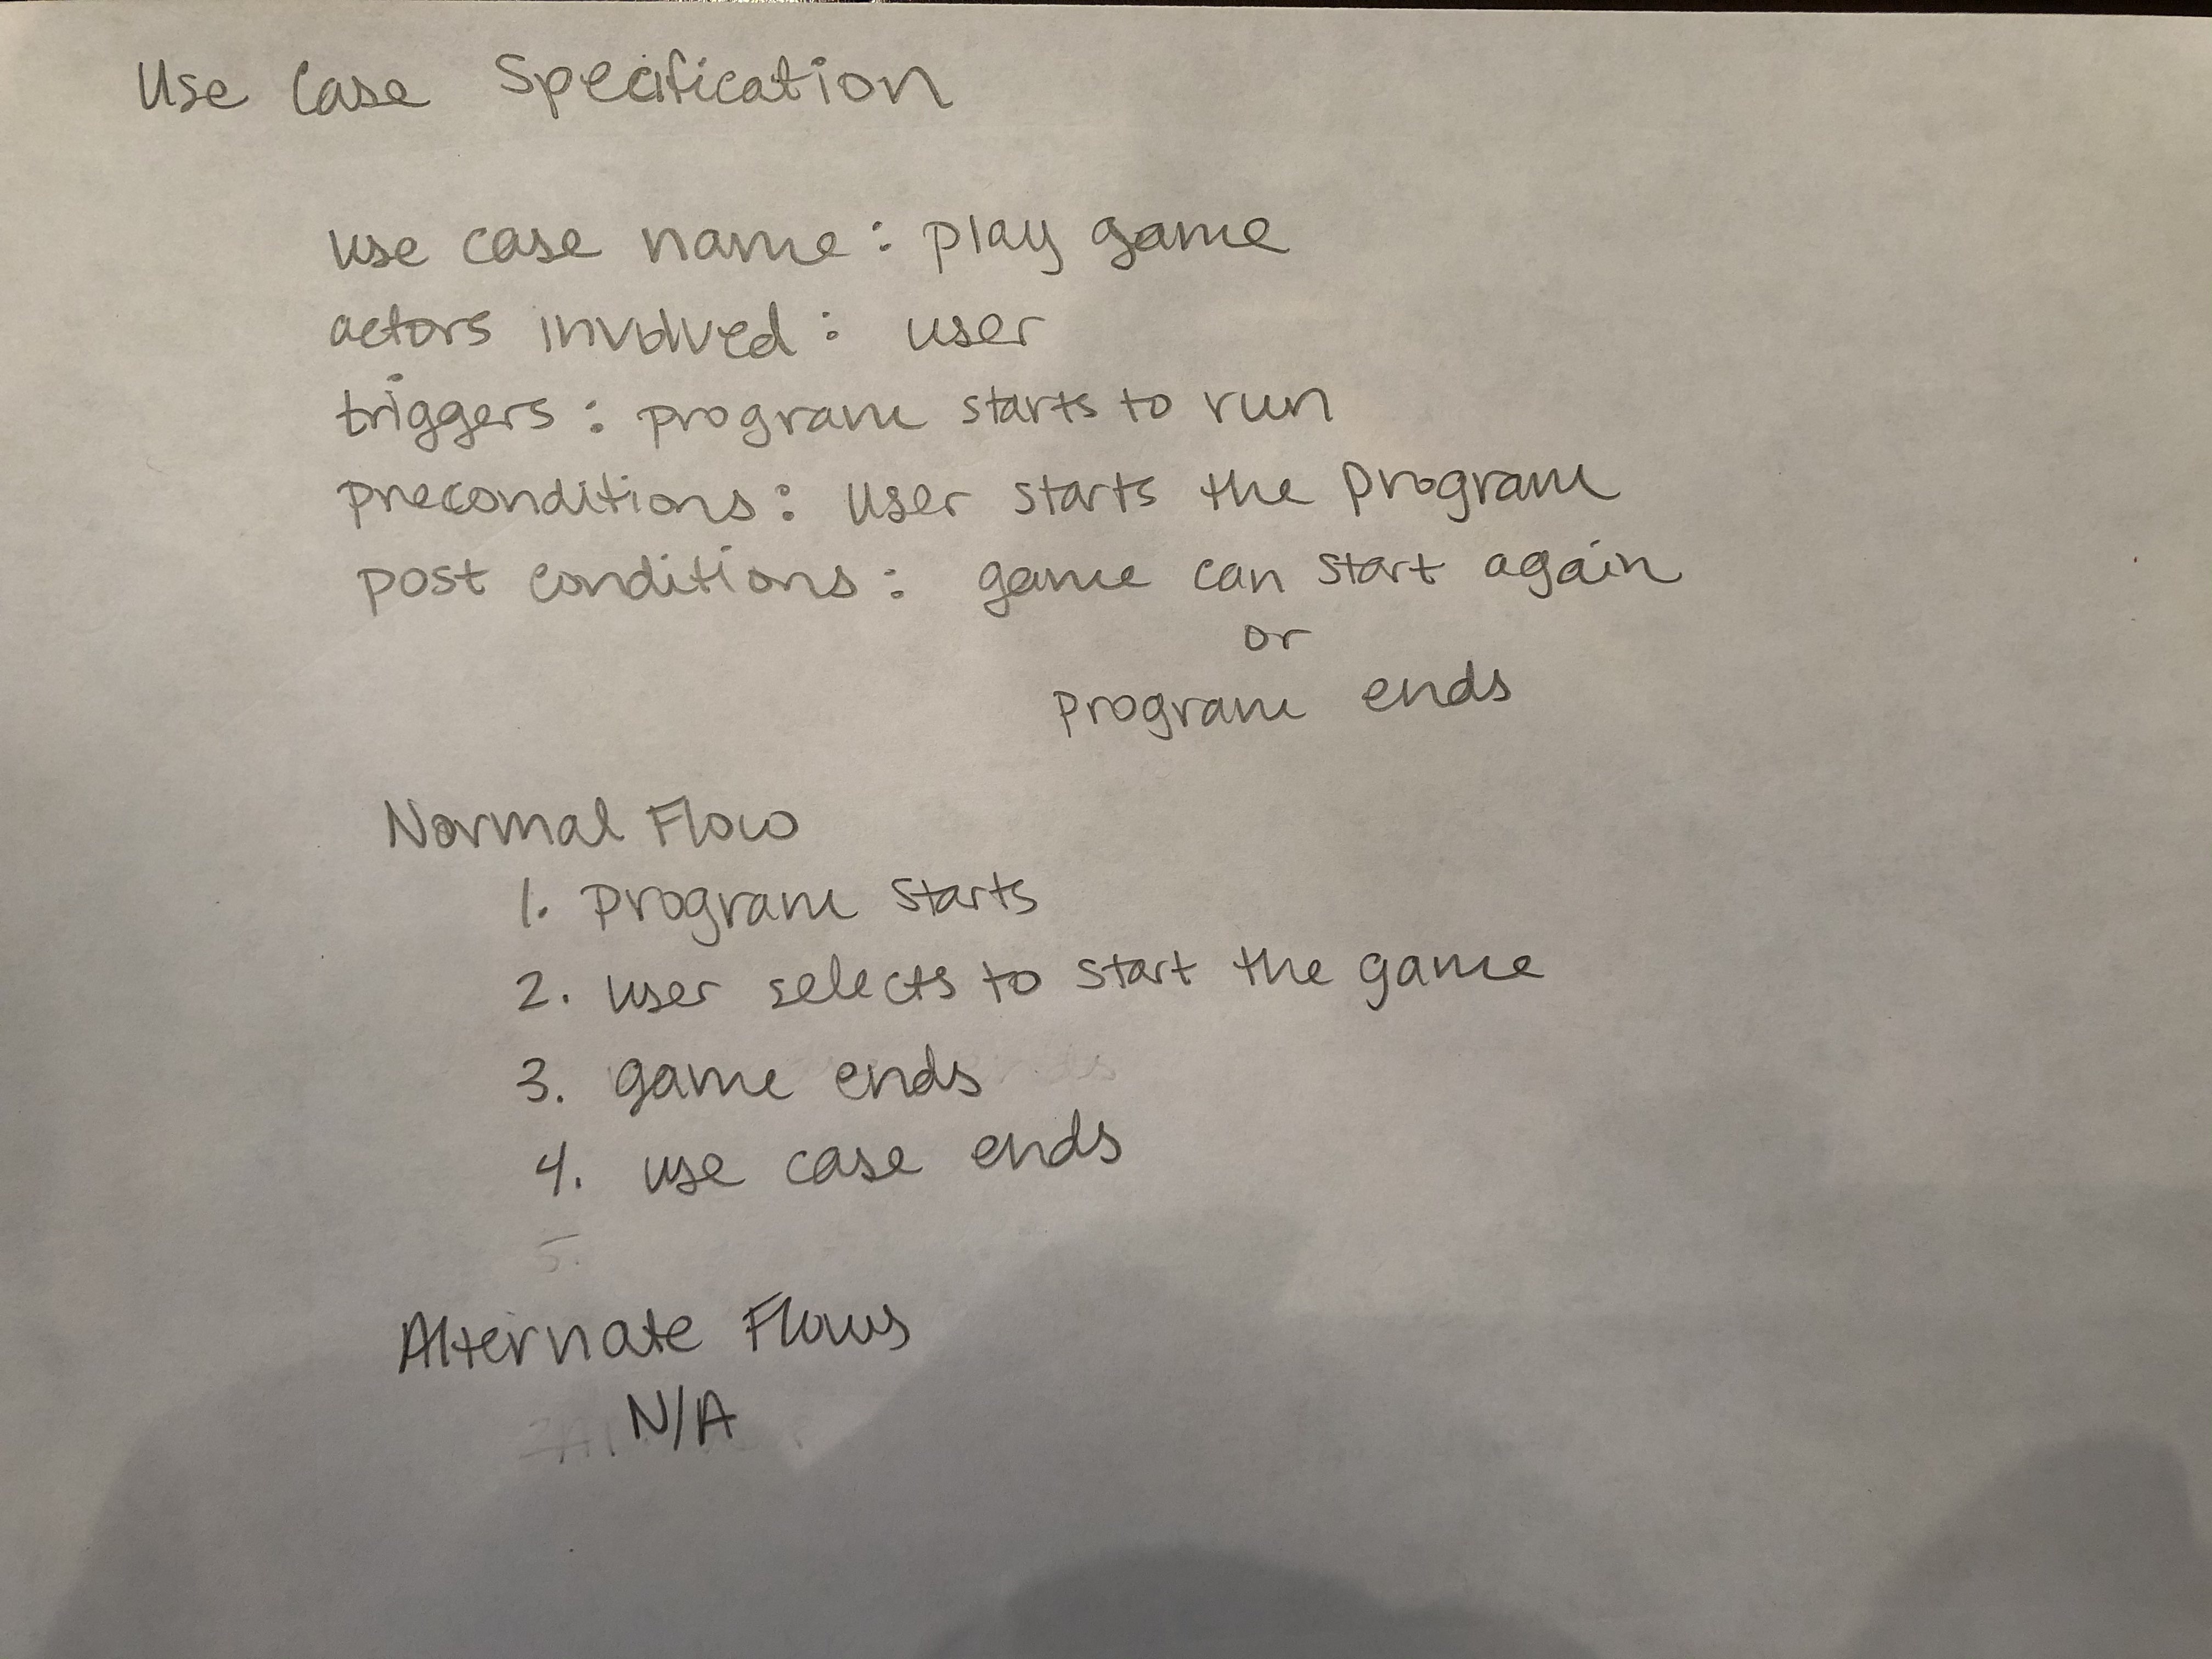 Use Case Specification
use case name: play game
actors involved: user
triggers: program starts to run
preconditions: user starts the program
post conditions: game can start again
or
program ends
Normal Flow
1. program starts
2. user selects to start the game
3. game ends
4. use case ends
5.
Alternate Flows
N/A